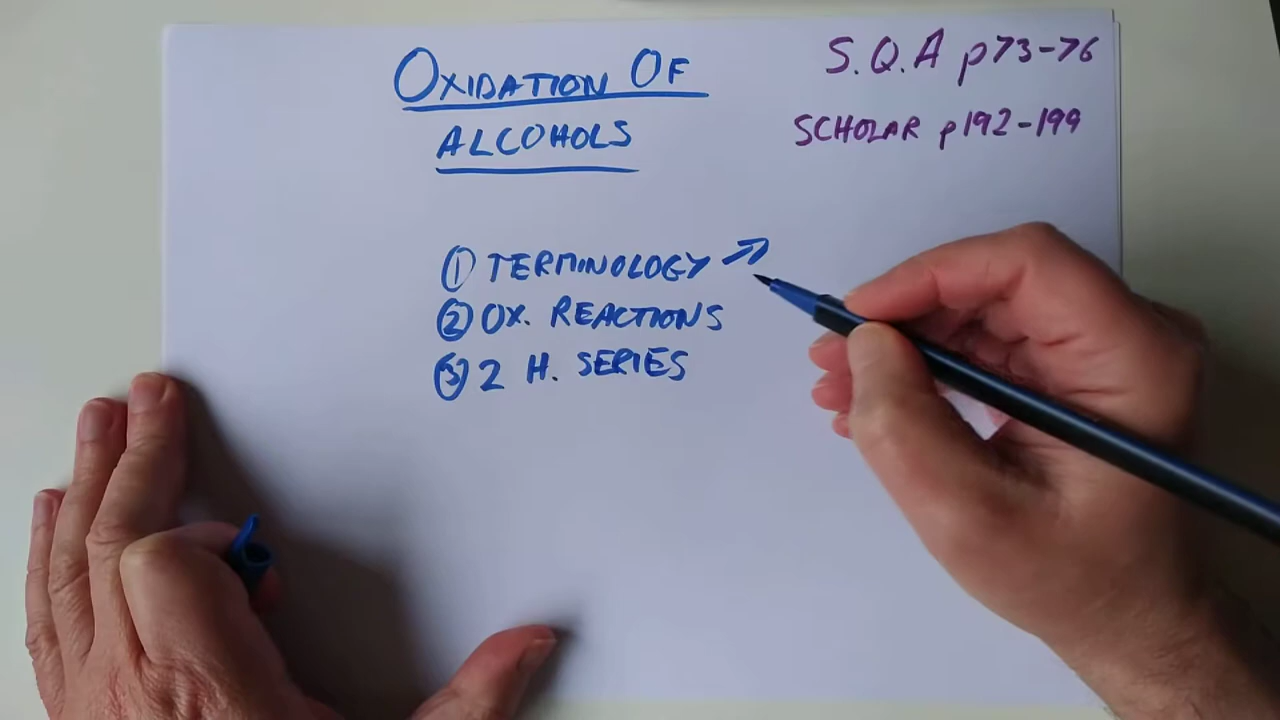 OXIDATION OF
ALCOHOLS
S.Q.A p73-76
SCHOLAR p192-199
① TERMINOLOGY
② OX. REACTIONS
③ 2 H. SERIES